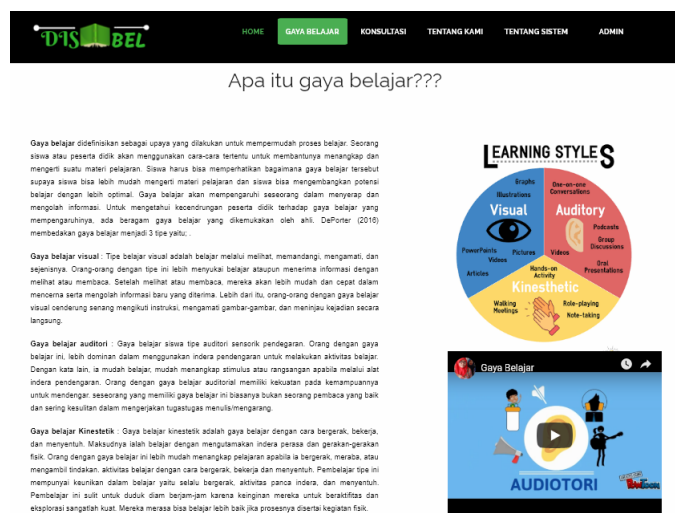 DISBEL
HOME GAYA BELAJAR KONSULTASI TENTANG KAMI TENTANG SISTEM ADMIN
Apa itu gaya belajar???
Gaya belajar didefinisikan sebagai upaya yang dilakukan untuk mempermudah proses belajar. Seorang
siswa atau peserta didik akan menggunakan cara-cara tertentu untuk membantunya menangkap dan
mengerti suatu materi pelajaran. Siswa harus bisa memperhatikan bagaimana gaya belajar tersebut
supaya siswa bisa lebih mudah mengerti materi pelajaran dan siswa bisa mengembangkan potensi
belajar dengan lebih optimal. Gaya belajar akan mempengaruhi seseorang dalam menyerap dan
mengolah informasi. Untuk mengetahui kecendrungan peserta didik terhadap gaya belajar yang
mempengaruhinya, ada beragam gaya belajar yang dikemukakan oleh ahli. DePorter (2016)
membedakan gaya belajar menjadi 3 tipe yaitu: .
Gaya belajar visual : Tipe belajar visual adalah belajar melalui melihat, memandangi, mengamati, dan
sejenisnya. Orang-orang dengan tipe ini lebih menyukai belajar ataupun menerima informasi dengan
melihat atau membaca. Setelah melihat atau membaca, mereka akan lebih mudah dan cepat dalam
mencerna serta mengolah informasi baru yang diterima. Lebih dari itu, orang-orang dengan gaya belajar
visual cenderung senang mengikuti instruksi, mengamati gambar-gambar, dan meninjau kejadian secara
langsung.
Gaya belajar auditori : Gaya belajar siswa tipe auditori sensorik pendegaran. Orang dengan gaya
belajar ini, lebih dominan dalam menggunakan indera pendengaran untuk melakukan aktivitas belajar.
Dengan kata lain, ia mudah belajar, mudah menangkap stimulus atau rangsangan apabila melalui alat
indera pendengaran. Orang dengan gaya belajar auditorial memiliki kekuatan pada kemampuannya
untuk mendengar. seseorang yang memiliki gaya belajar ini biasanya bukan seorang pembaca yang baik
dan sering kesulitan dalam mengerjakan tugastugas menulis/mengarang.
Gaya belajar Kinestetik : Gaya belajar kinestetik adalah gaya belajar dengan cara bergerak, bekerja,
dan menyentuh. Maksudnya ialah belajar dengan mengutamakan indera perasa dan gerakan-gerakan
fisik. Orang dengan gaya belajar ini lebih mudah menangkap pelajaran apabila ia bergerak, meraba, atau
mengambil tindakan. aktivitas belajar dengan cara bergerak, bekerja dan menyentuh. Pembelajar tipe ini
mempunyai keunikan dalam belajar yaitu selalu bergerak, aktivitas panca indera, dan menyentuh.
Pembelajar ini sulit untuk duduk diam berjam-jam karena keinginan mereka untuk beraktifitas dan
eksplorasi sangatlah kuat. Mereka merasa bisa belajar lebih baik jika prosesnya disertai kegiatan fisik.
LEARNING STYLES
Graphs
Illustrations
Visual
PowerPoints
Pictures
Videos
Articles
One-on-one
Conversations
Auditory
Podcasts
Group
Discussions
Videos
Oral
Presentations
Hands-on
Activity
Kinesthetic
Walking
Meetings
Role-playing
Note-taking
Gaya Belajar
AUDIOTORI